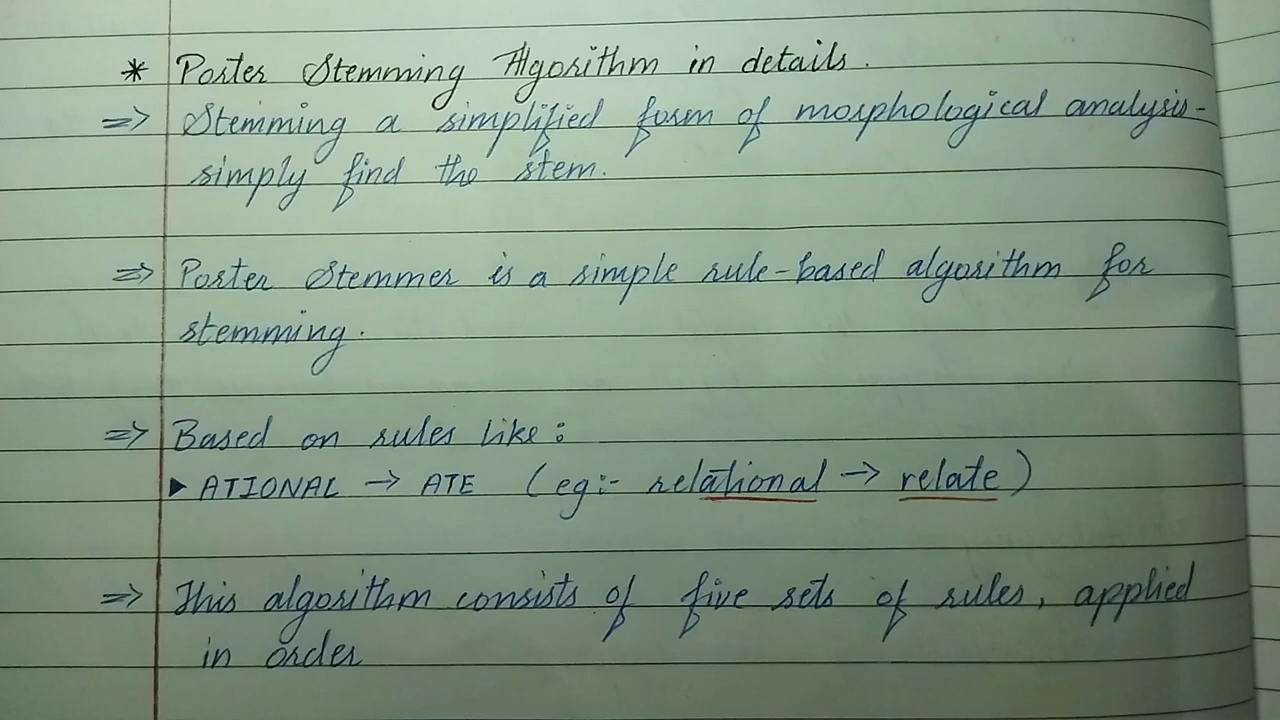 * Porter Stemming Algorithm in details.
=> Stemming a simplified form of morphological analysis-
simply find the stem.
=> Porter Stemmer is a simple rule-based algorithm for
stemming.
=> Based on rules like:
▶ ATIONAL → ATE (eg:- relational → relate)
=> This algorithm consists of five sets of rules, applied
in order